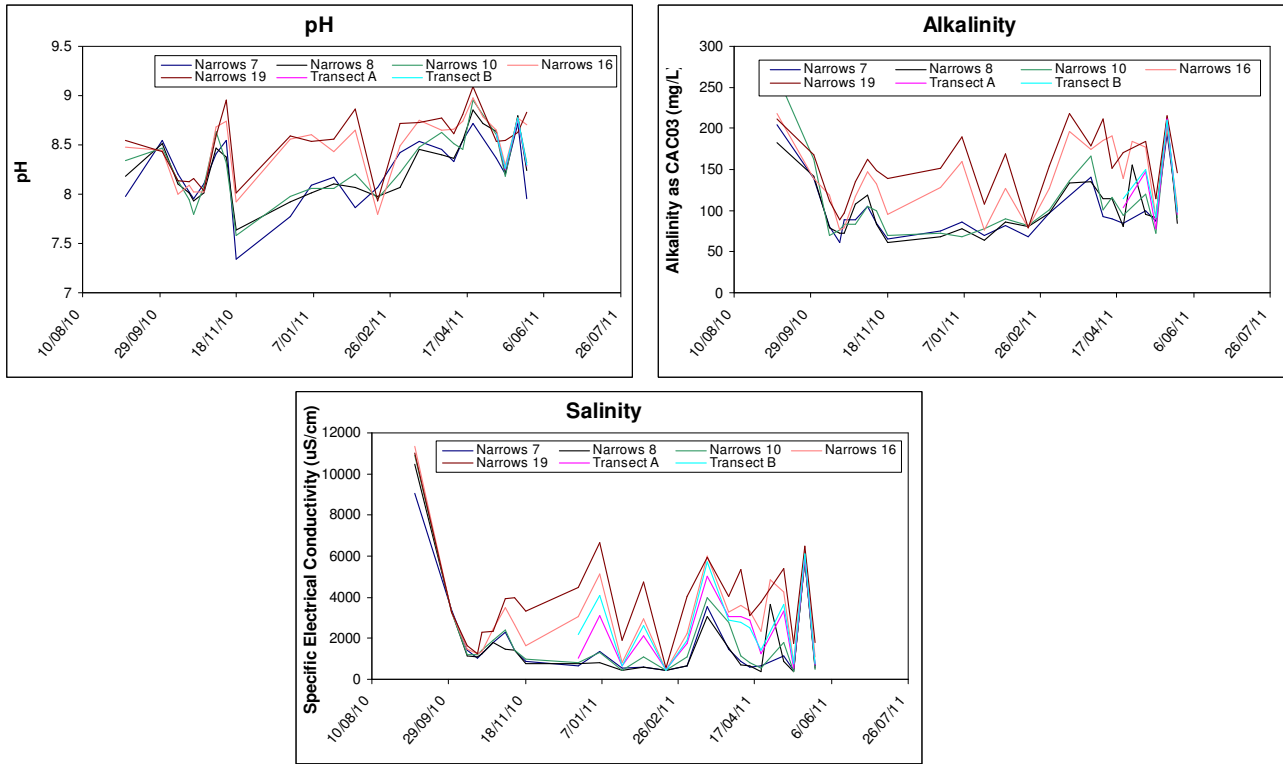 pH
9.5
9
8.5
8
7.5
7
pH
Narrows 7 Narrows 8 Narrows 10 Narrows 16
Narrows 19 Transect A Transect B
10/08/10 29/09/10 18/11/10 7/01/11 26/02/11 17/04/11 6/06/11 26/07/11
Alkalinity
300
250
200
150
100
50
0
Alkalinity as CAC03 (mg/L)
Narrows 7 Narrows 8 Narrows 10 Narrows 16
Narrows 19 Transect A Transect B
10/08/10 29/09/10 18/11/10 7/01/11 26/02/11 17/04/11 6/06/11 26/07/11
Salinity
12000
10000
8000
6000
4000
2000
0
Specific Electrical Conductivity (uS/cm)
Narrows 7 Narrows 8 Narrows 10 Narrows 16
Narrows 19 Transect A Transect B
10/08/10 29/09/10 18/11/10 7/01/11 26/02/11 17/04/11 6/06/11 26/07/11